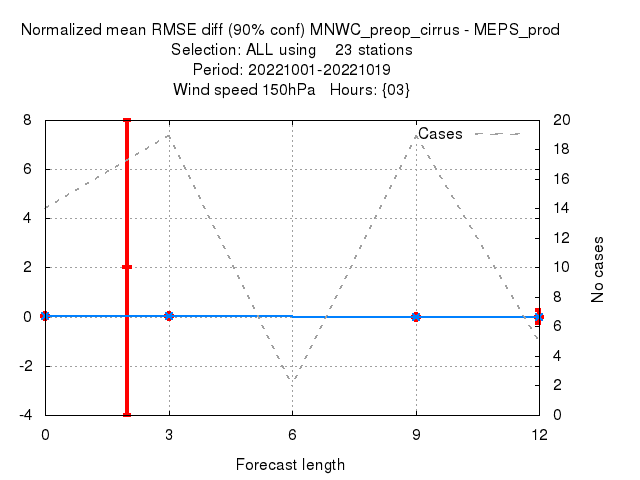 Normalized mean RMSE diff (90% conf) MNWC_preop_cirrus - MEPS_prod
Selection: ALL using 23 stations
Period: 20221001-20221019
Wind speed 150hPa Hours: {03}
Cases
8
6
4
2
0
-2
-4
20
18
16
14
12
10
8
6
4
2
0
No cases
0 3 6 9 12
Forecast length